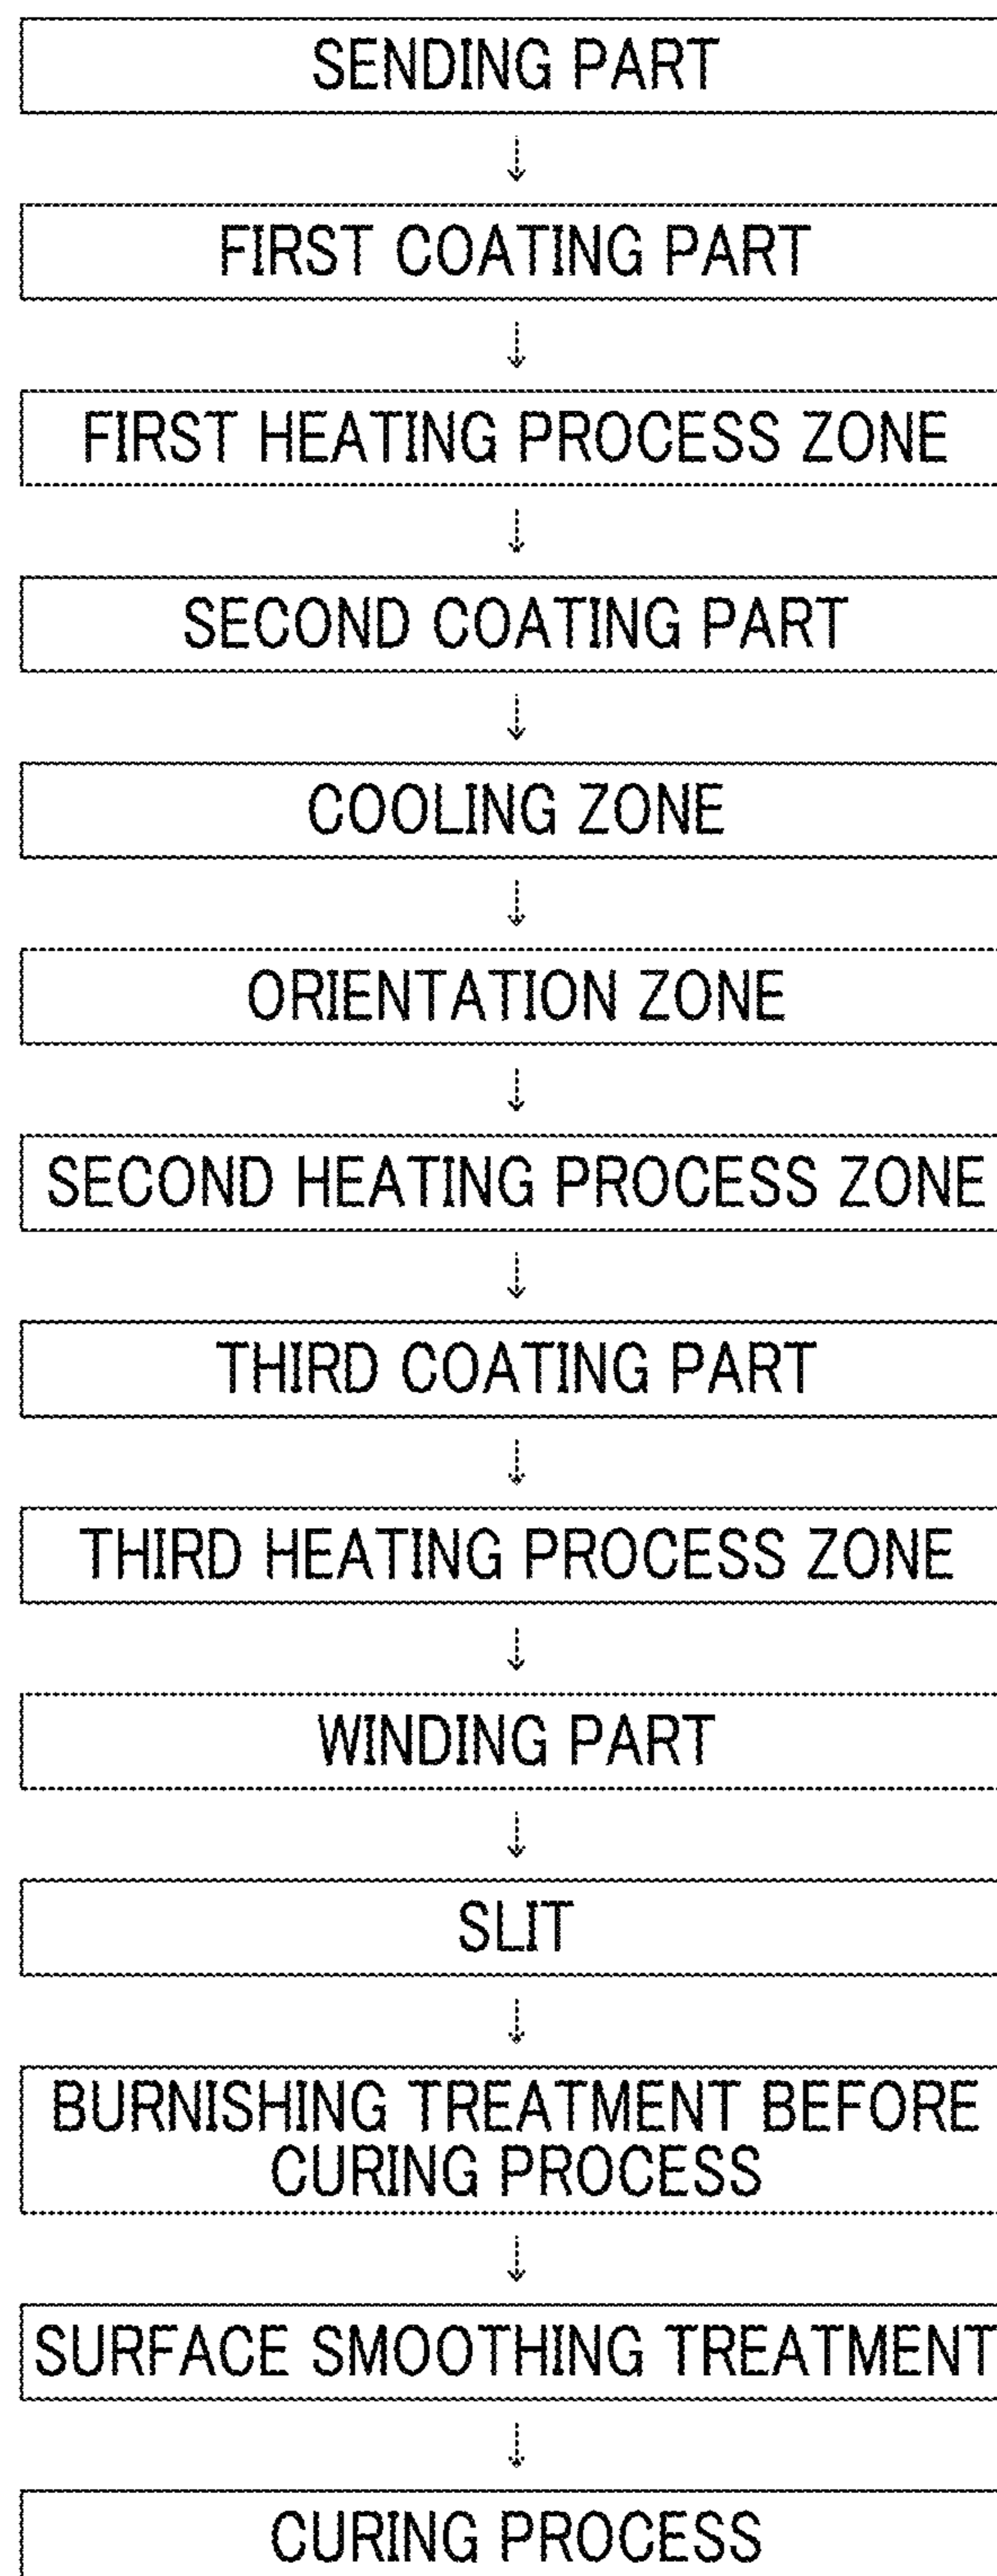 SENDING PART
FIRST COATING PART
FIRST HEATING PROCESS ZONE
SECOND COATING PART
COOLING ZONE
ORIENTATION ZONE
SECOND HEATING PROCESS ZONE
THIRD COATING PART
THIRD HEATING PROCESS ZONE
WINDING PART
SLIT
BURNISHING TREATMENT BEFORE
CURING PROCESS
SURFACE SMOOTHING TREATMENT
CURING PROCESS